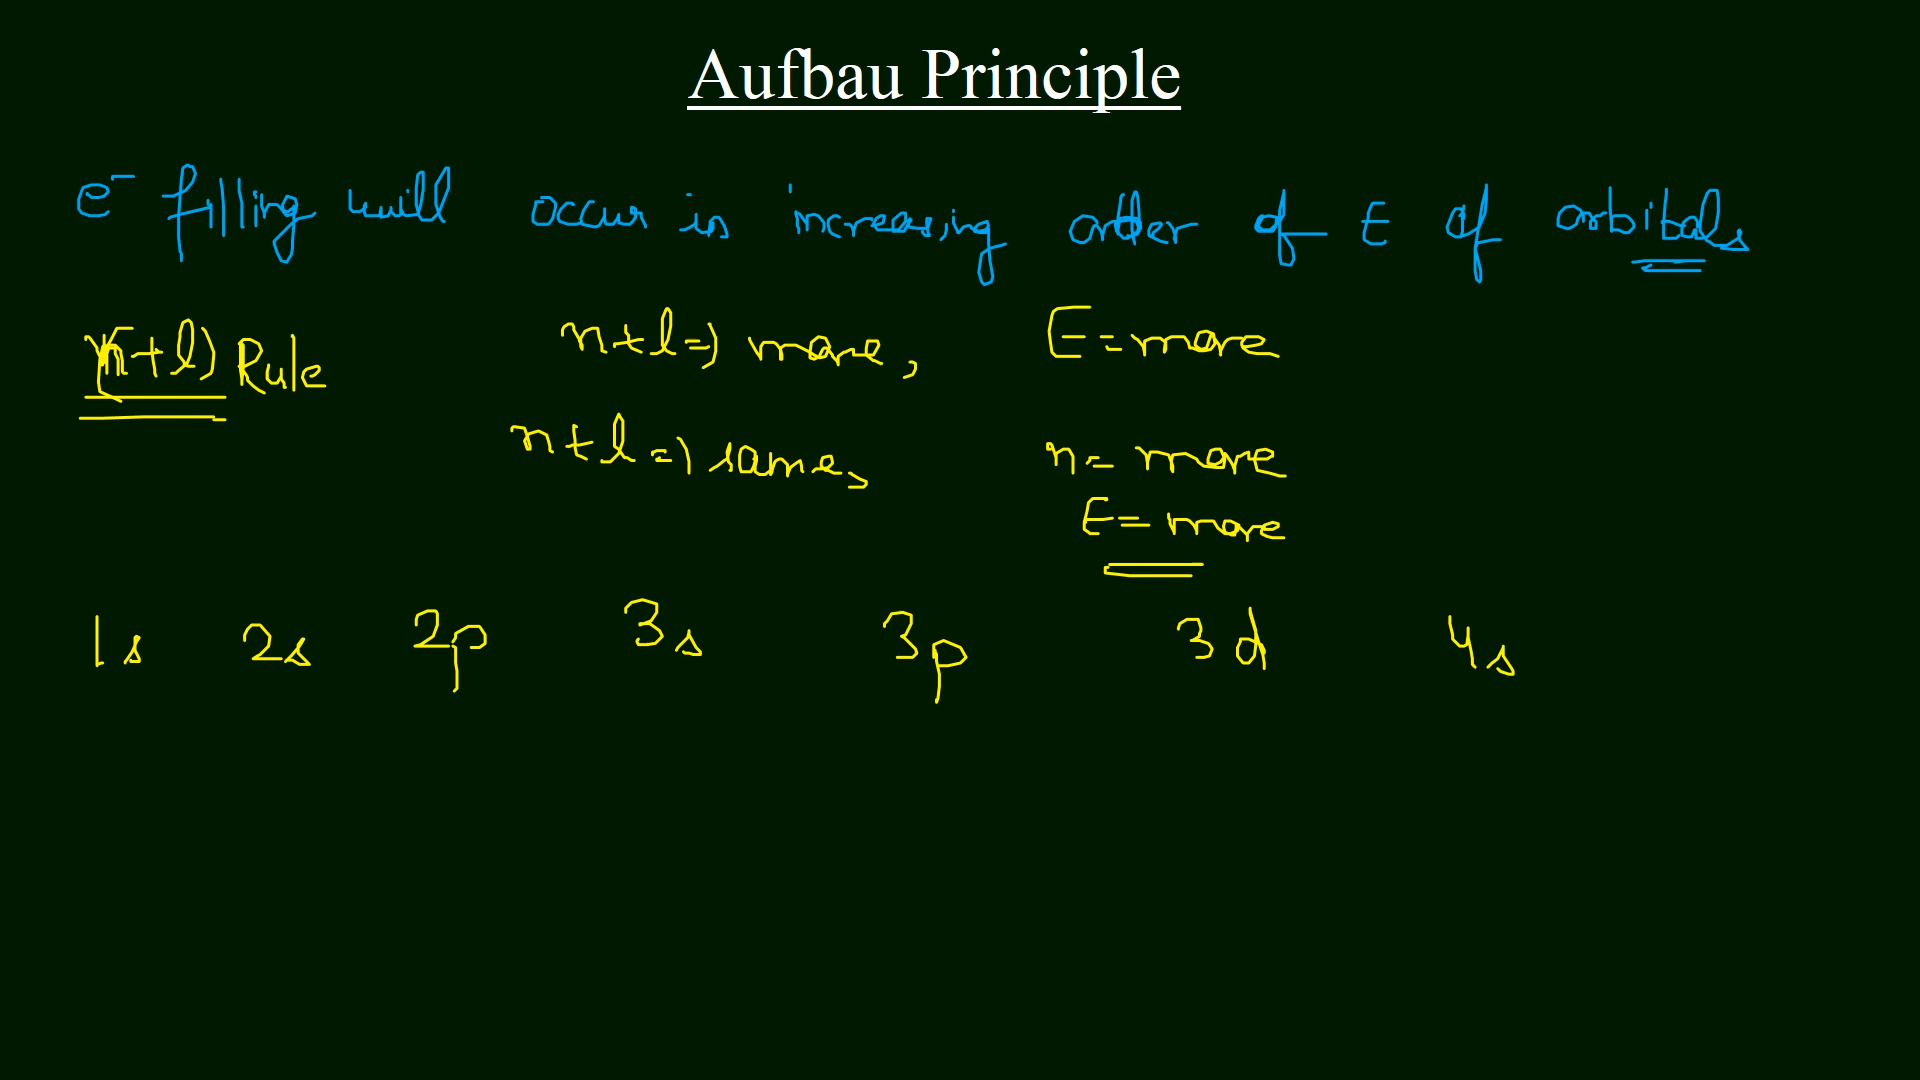 Aufbau Principle
e⁻ filling will occur in increasing order of E of orbitals
(n+l) Rule n+l => more, E = more
n+l => same, n = more
E = more
1s 2s 2p 3s 3p 3d 4s